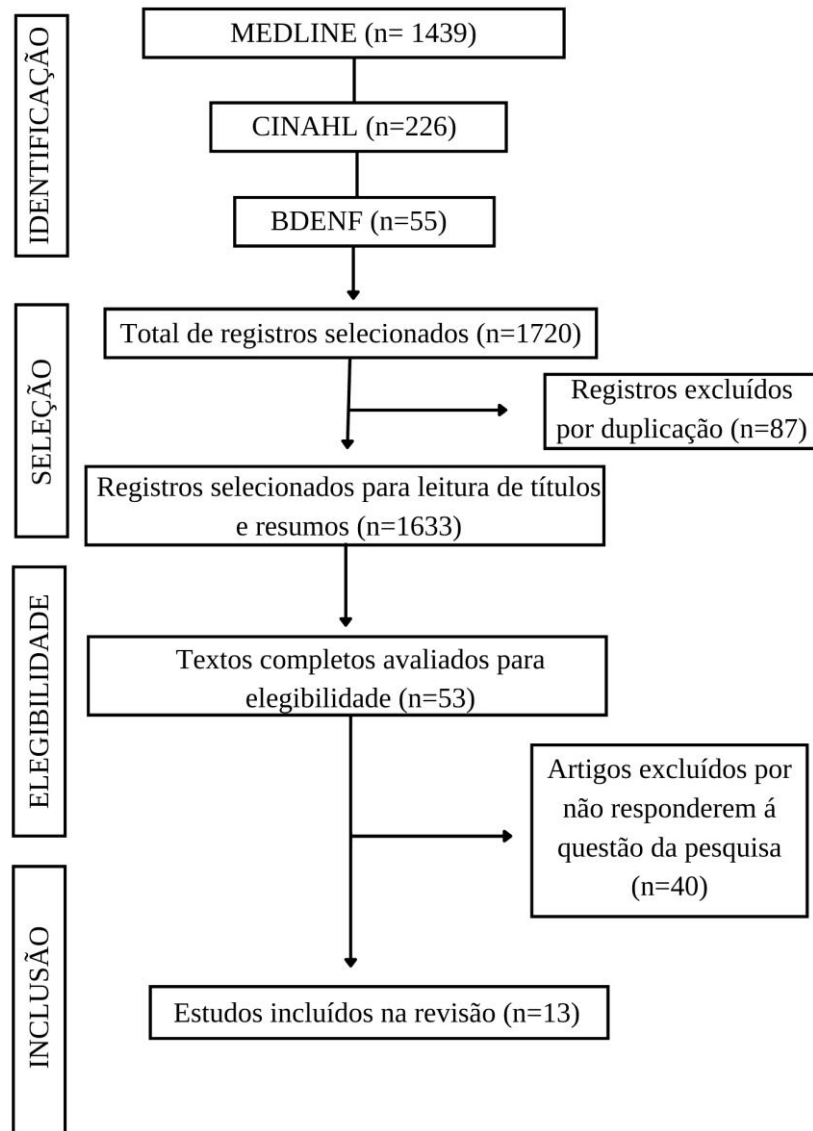 IDENTIFICAÇÃO
MEDLINE (n= 1439)
CINAHL (n=226)
BDENF (n=55)
SELEÇÃO
Total de registros selecionados (n=1720)
Registros excluídos
por duplicação (n=87)
Registros selecionados para leitura de títulos
e resumos (n=1633)
ELEGIBILIDADE
Textos completos avaliados para
elegibilidade (n=53)
Artigos excluídos por
não responderem á
questão da pesquisa
(n=40)
INCLUSÃO
Estudos incluídos na revisão (n=13)